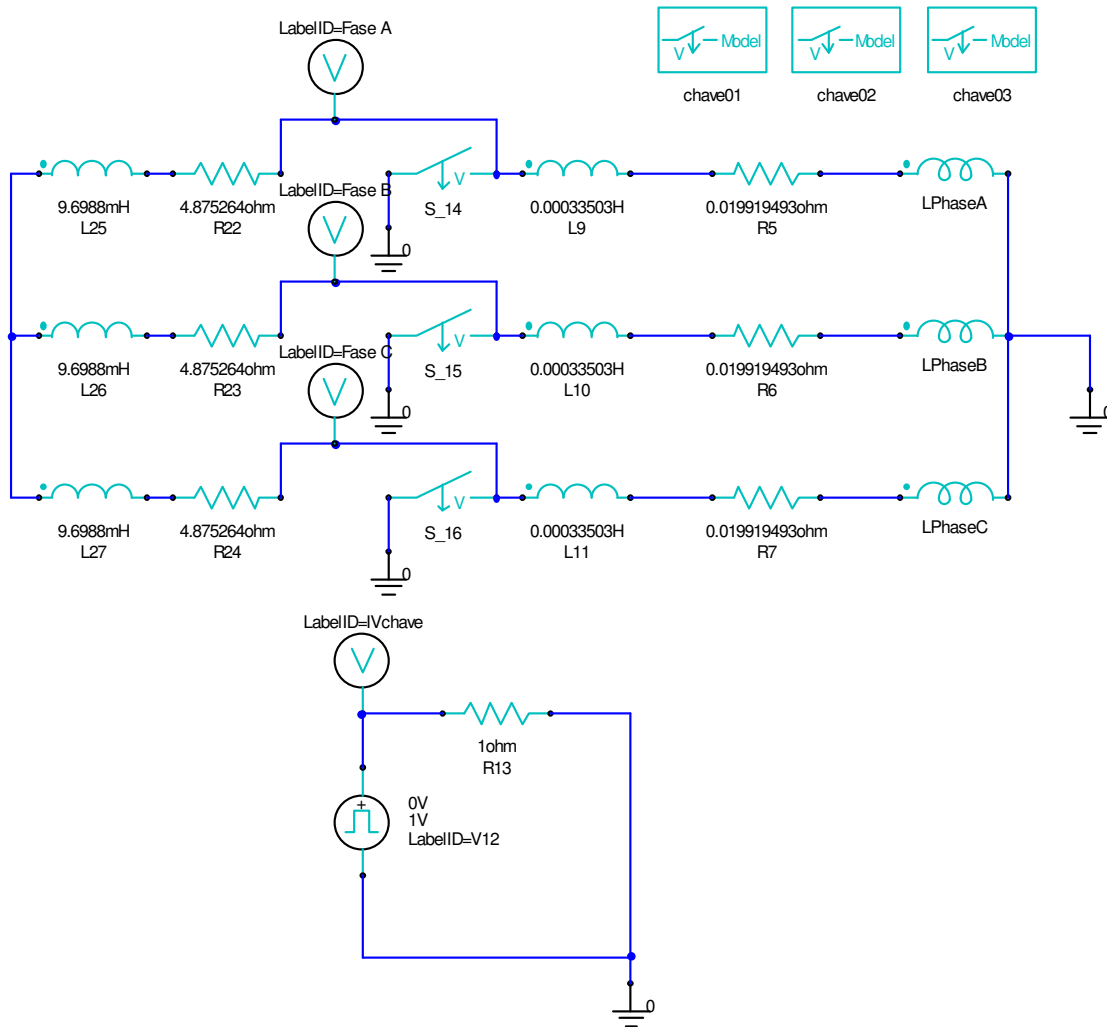 LabelID=Fase A
V
Model
Model
Model
V
V
V
chave01
chave02
chave03
9.6988mH
L25
4.875264ohm
R22
LabelID=Fase B
V
V
S_14
0
0.00033503H
L9
0.019919493ohm
R5
LPhaseA
9.6988mH
L26
4.875264ohm
R23
LabelID=Fase C
V
V
S_15
0
0.00033503H
L10
0.019919493ohm
R6
LPhaseB
0
9.6988mH
L27
4.875264ohm
R24
V
S_16
0
0.00033503H
L11
0.019919493ohm
R7
LPhaseC
LabelID=IVchave
V
1ohm
R13
+
0V
1V
LabelID=V12
0